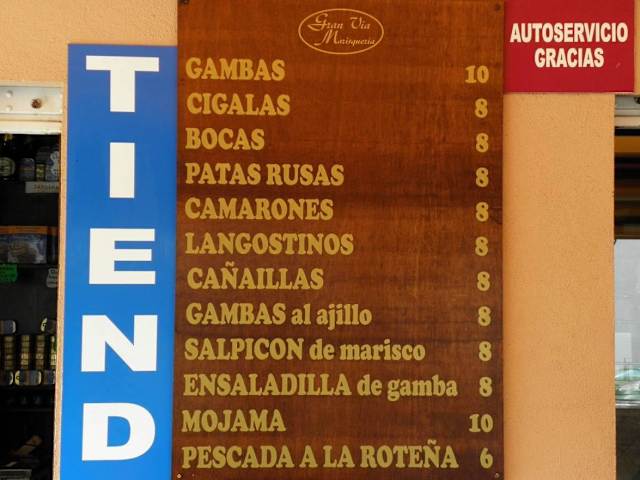 Gran Via
Marisqueria
AUTOSERVICIO
GRACIAS
TIEND
GAMBAS 10
CIGALAS 8
BOCAS 8
PATAS RUSAS 8
CAMARONES 8
LANGOSTINOS 8
CAÑAILLAS 8
GAMBAS al ajillo 8
SALPICON de marisco 8
ENSALADILLA de gamba 8
MOJAMA 10
PESCADA A LA ROTEÑA 6